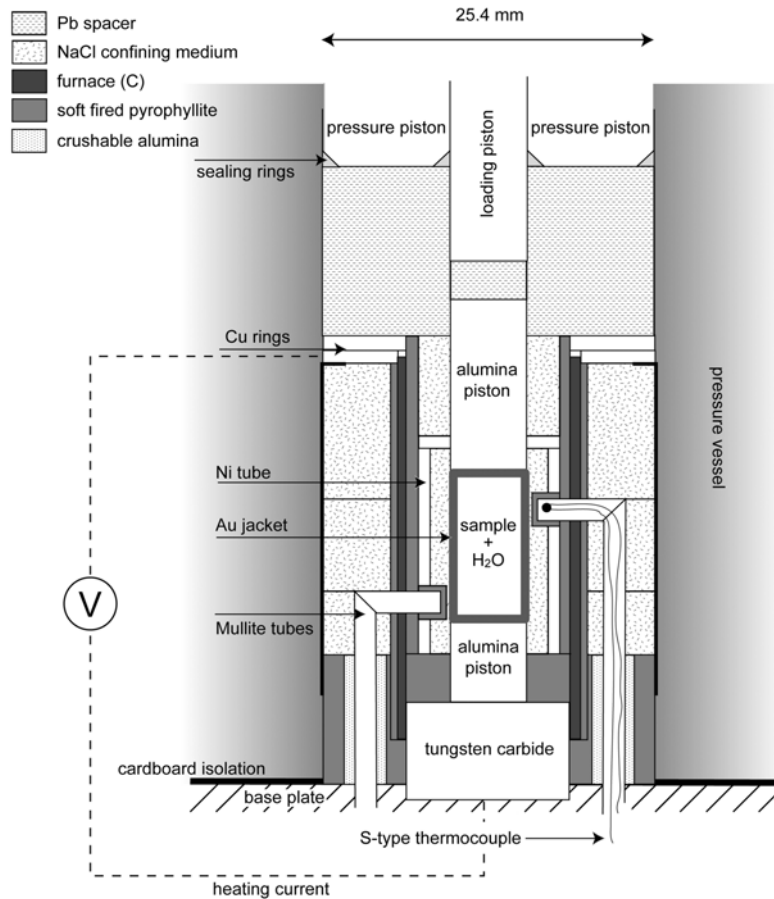 25.4 mm
Pb spacer
NaCl confining medium
furnace (C)
soft fired pyrophyllite
crushable alumina
pressure piston
loading piston
pressure piston
sealing rings
Cu rings
alumina
piston
pressure vessel
Ni tube
Au jacket
sample
+
H₂O
V
Mullite tubes
alumina
piston
tungsten carbide
cardboard isolation
base plate
S-type thermocouple
heating current